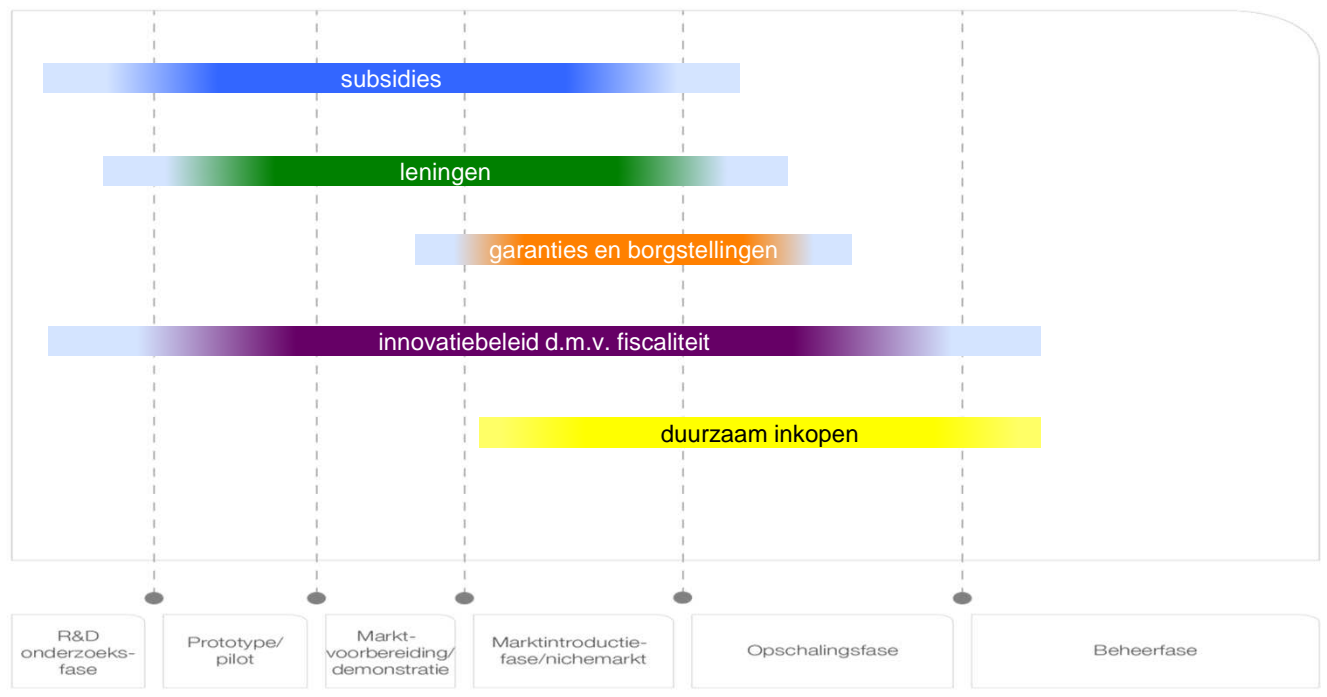 subsidies
leningen
garanties en borgstellingen
innovatiebeleid d.m.v. fiscaliteit
duurzaam inkopen
R&D
onderzoeks-
fase
Prototype/
pilot
Markt-
voorbereiding/
demonstratie
Marktintroductie-
fase/nichemarkt
Opschalingsfase
Beheerfase